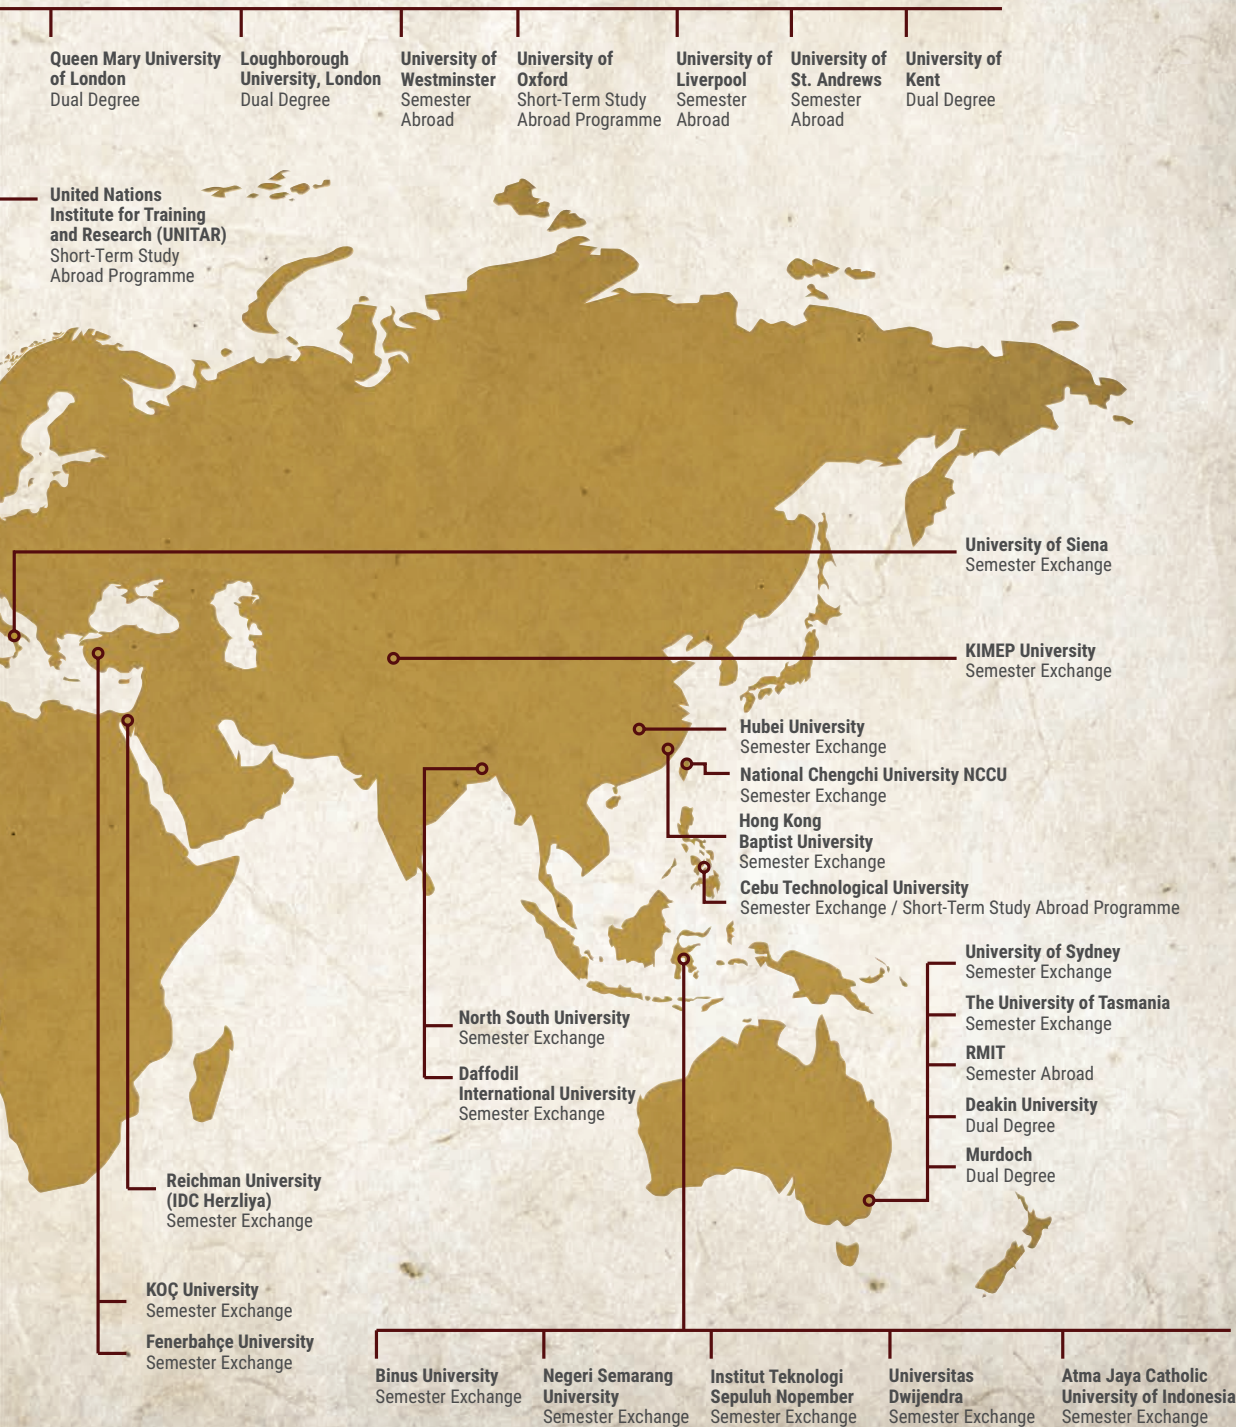 Queen Mary University
of London
Dual Degree
Loughborough
University, London
Dual Degree
University of
Westminster
Semester
Abroad
University of
Oxford
Short-Term Study
Abroad Programme
University of
Liverpool
Semester
Abroad
University of
St. Andrews
Semester
Abroad
University of
Kent
Dual Degree
United Nations
Institute for Training
and Research (UNITAR)
Short-Term Study
Abroad Programme
University of Siena
Semester Exchange
KIMEP University
Semester Exchange
Hubei University
Semester Exchange
National Chengchi University NCCU
Semester Exchange
Hong Kong
Baptist University
Semester Exchange
Cebu Technological University
Semester Exchange / Short-Term Study Abroad Programme
University of Sydney
Semester Exchange
The University of Tasmania
Semester Exchange
RMIT
Semester Abroad
Deakin University
Dual Degree
Murdoch
Dual Degree
North South University
Semester Exchange
Daffodil
International University
Semester Exchange
Reichman University
(IDC Herzliya)
Semester Exchange
KOÇ University
Semester Exchange
Fenerbahçe University
Semester Exchange
Binus University
Semester Exchange
Negeri Semarang
University
Semester Exchange
Institut Teknologi
Sepuluh Nopember
Semester Exchange
Universitas
Dwijendra
Semester Exchange
Atma Jaya Catholic
University of Indonesia
Semester Exchange